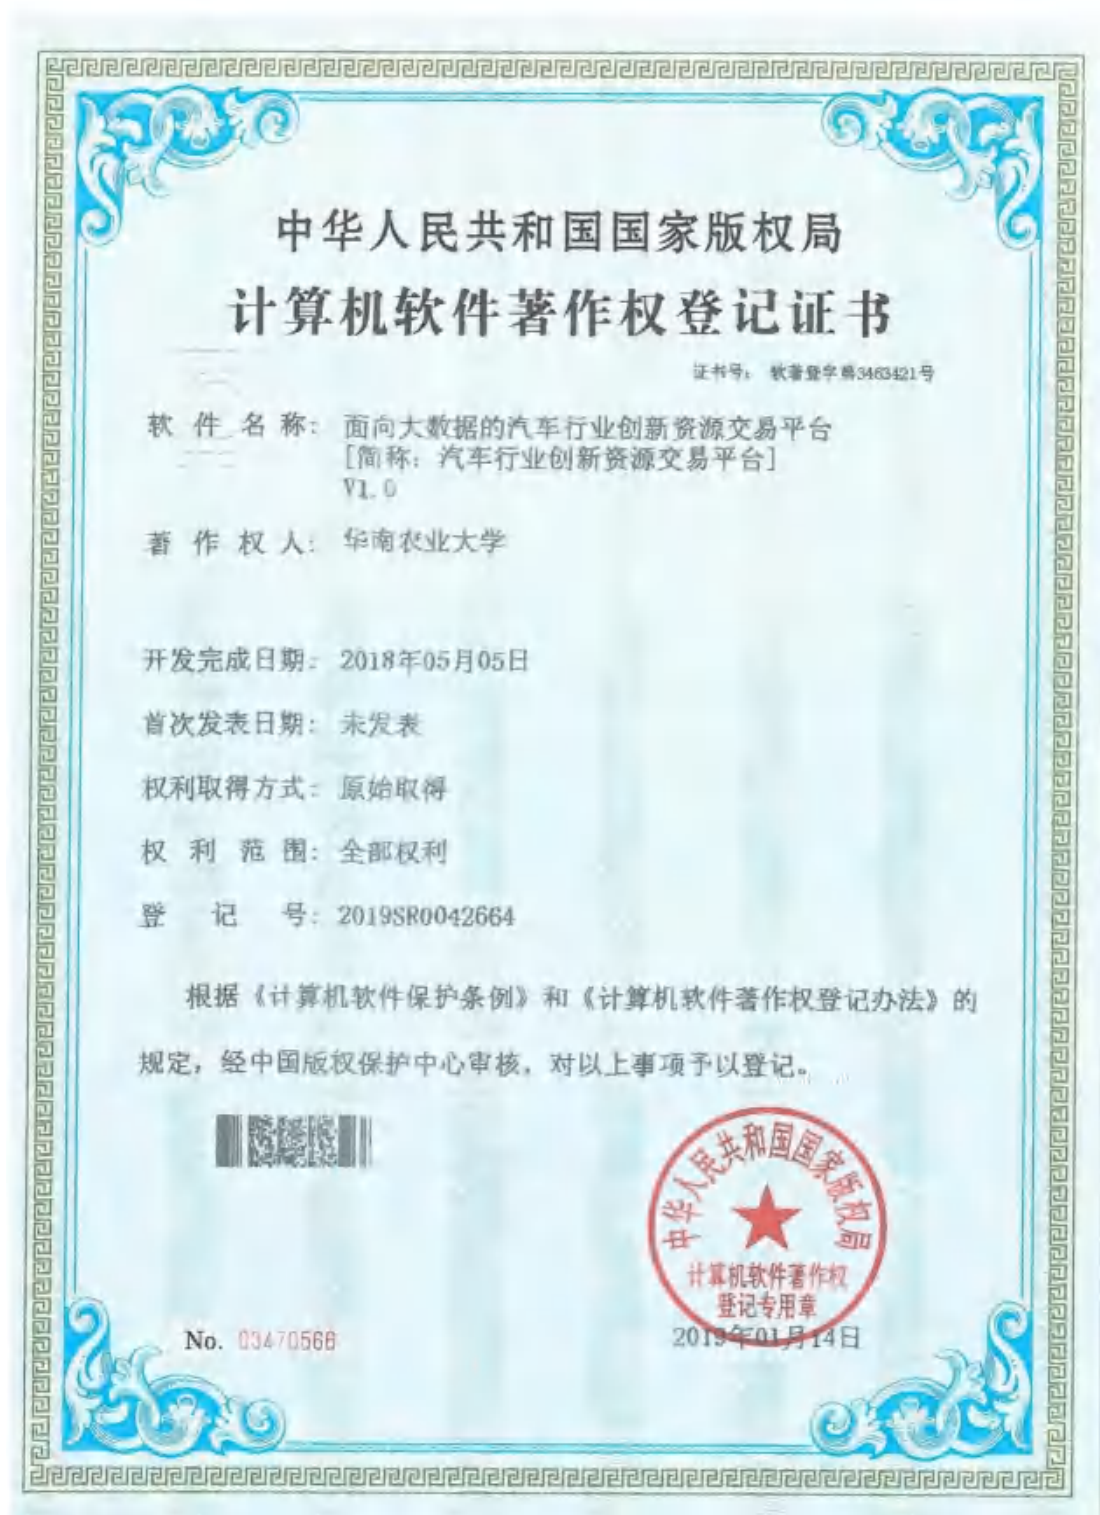 中华人民共和国国家版权局
计算机软件著作权登记证书
证书号： 软著登字第3463421号
软件名称： 面向大数据的汽车行业创新资源交易平台
[简称：汽车行业创新资源交易平台]
V1.0
著作权人： 华南农业大学
开发完成日期： 2018年05月05日
首次发表日期： 未发表
权利取得方式： 原始取得
权利范围： 全部权利
登记号： 2019SR0042664
根据《计算机软件保护条例》和《计算机软件著作权登记办法》的
规定，经中国版权保护中心审核，对以上事项予以登记。
中华人民共和国国家版权局
计算机软件著作权
登记专用章
No. 03470566
2019年01月14日